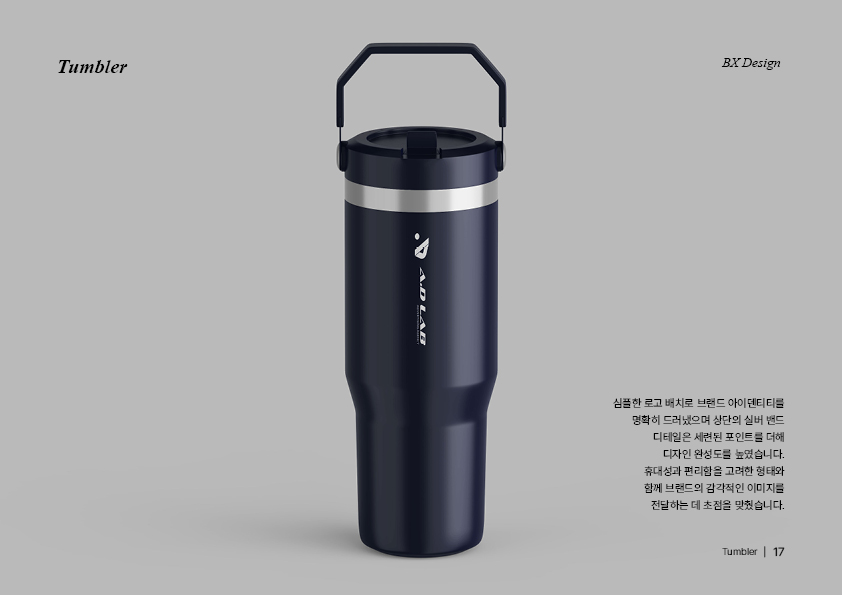 Tumbler
BX Design
A.D LAB
심플한 로고 배치로 브랜드 아이덴티티를
명확히 드러냈으며 상단의 실버 밴드
디테일은 세련된 포인트를 더해
디자인 완성도를 높였습니다.
휴대성과 편리함을 고려한 형태와
함께 브랜드의 감각적인 이미지를
전달하는 데 초점을 맞췄습니다.
Tumbler | 17